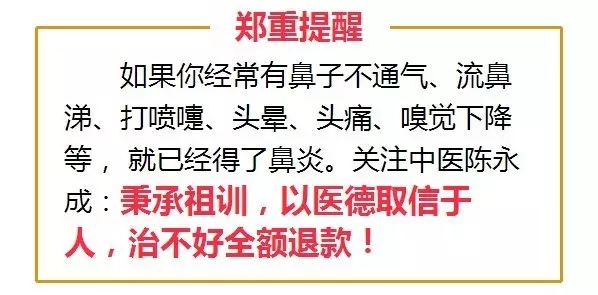 郑重提醒
如果你经常有鼻子不通气、流鼻
涕、打喷嚏、头晕、头痛、嗅觉下降
等，就已经得了鼻炎。关注中医陈永
成：秉承祖训，以医德取信于
人，治不好全额退款！